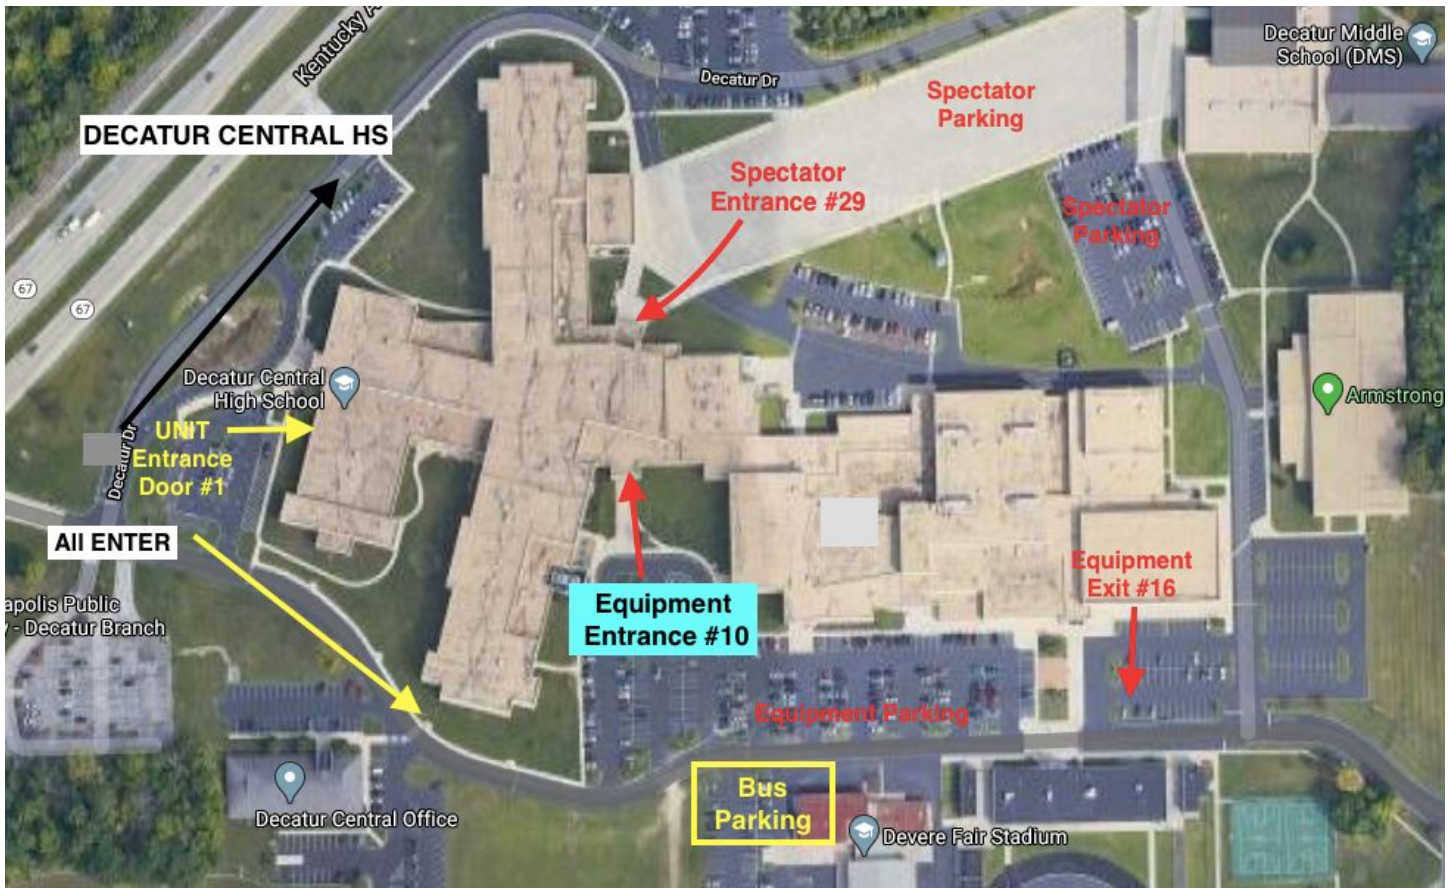 Kentucky A
Decatur Middle
School (DMS)
Decatur Dr
Spectator
Parking
DECATUR CENTRAL HS
Spectator
Entrance #29
Spectator
Parking
67
67
Decatur Central
High School
Armstrong
UNIT
Entrance
Door #1
Decatur Dr
All ENTER
Equipment
Exit #16
apolis Public
y - Decatur Branch
Equipment
Entrance #10
Equipment Parking
Bus
Parking
Decatur Central Office
Devere Fair Stadium